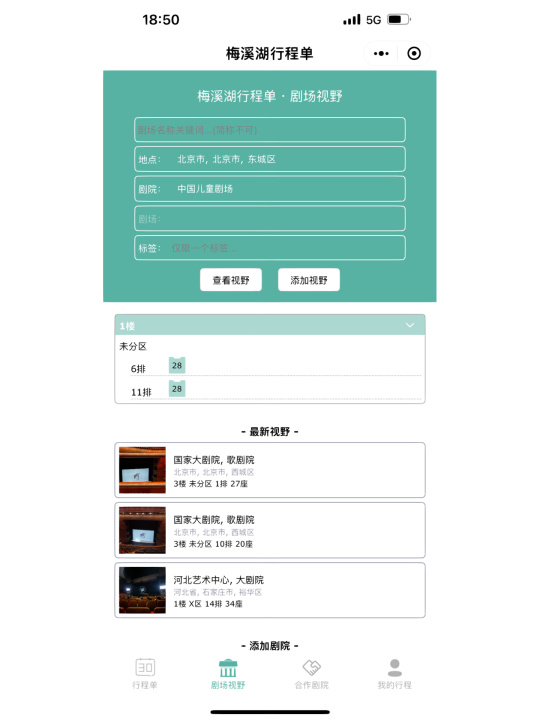 18:50
5G
梅溪湖行程单
梅溪湖行程单 · 剧场视野
剧场名称关键词...(简称不可)
地点： 北京市, 北京市, 东城区
剧院： 中国儿童剧场
剧场：
标签： 仅限一个标签...
查看视野 添加视野
1楼
未分区
6排 28
11排 28
- 最新视野 -
国家大剧院, 歌剧院
北京市, 北京市, 西城区
3楼 未分区 1排 27座
国家大剧院, 歌剧院
北京市, 北京市, 西城区
3楼 未分区 10排 20座
河北艺术中心, 大剧院
河北省, 石家庄市, 裕华区
1楼 X区 14排 34座
- 添加剧院 -
30
行程单 剧场视野 合作剧院 我的行程